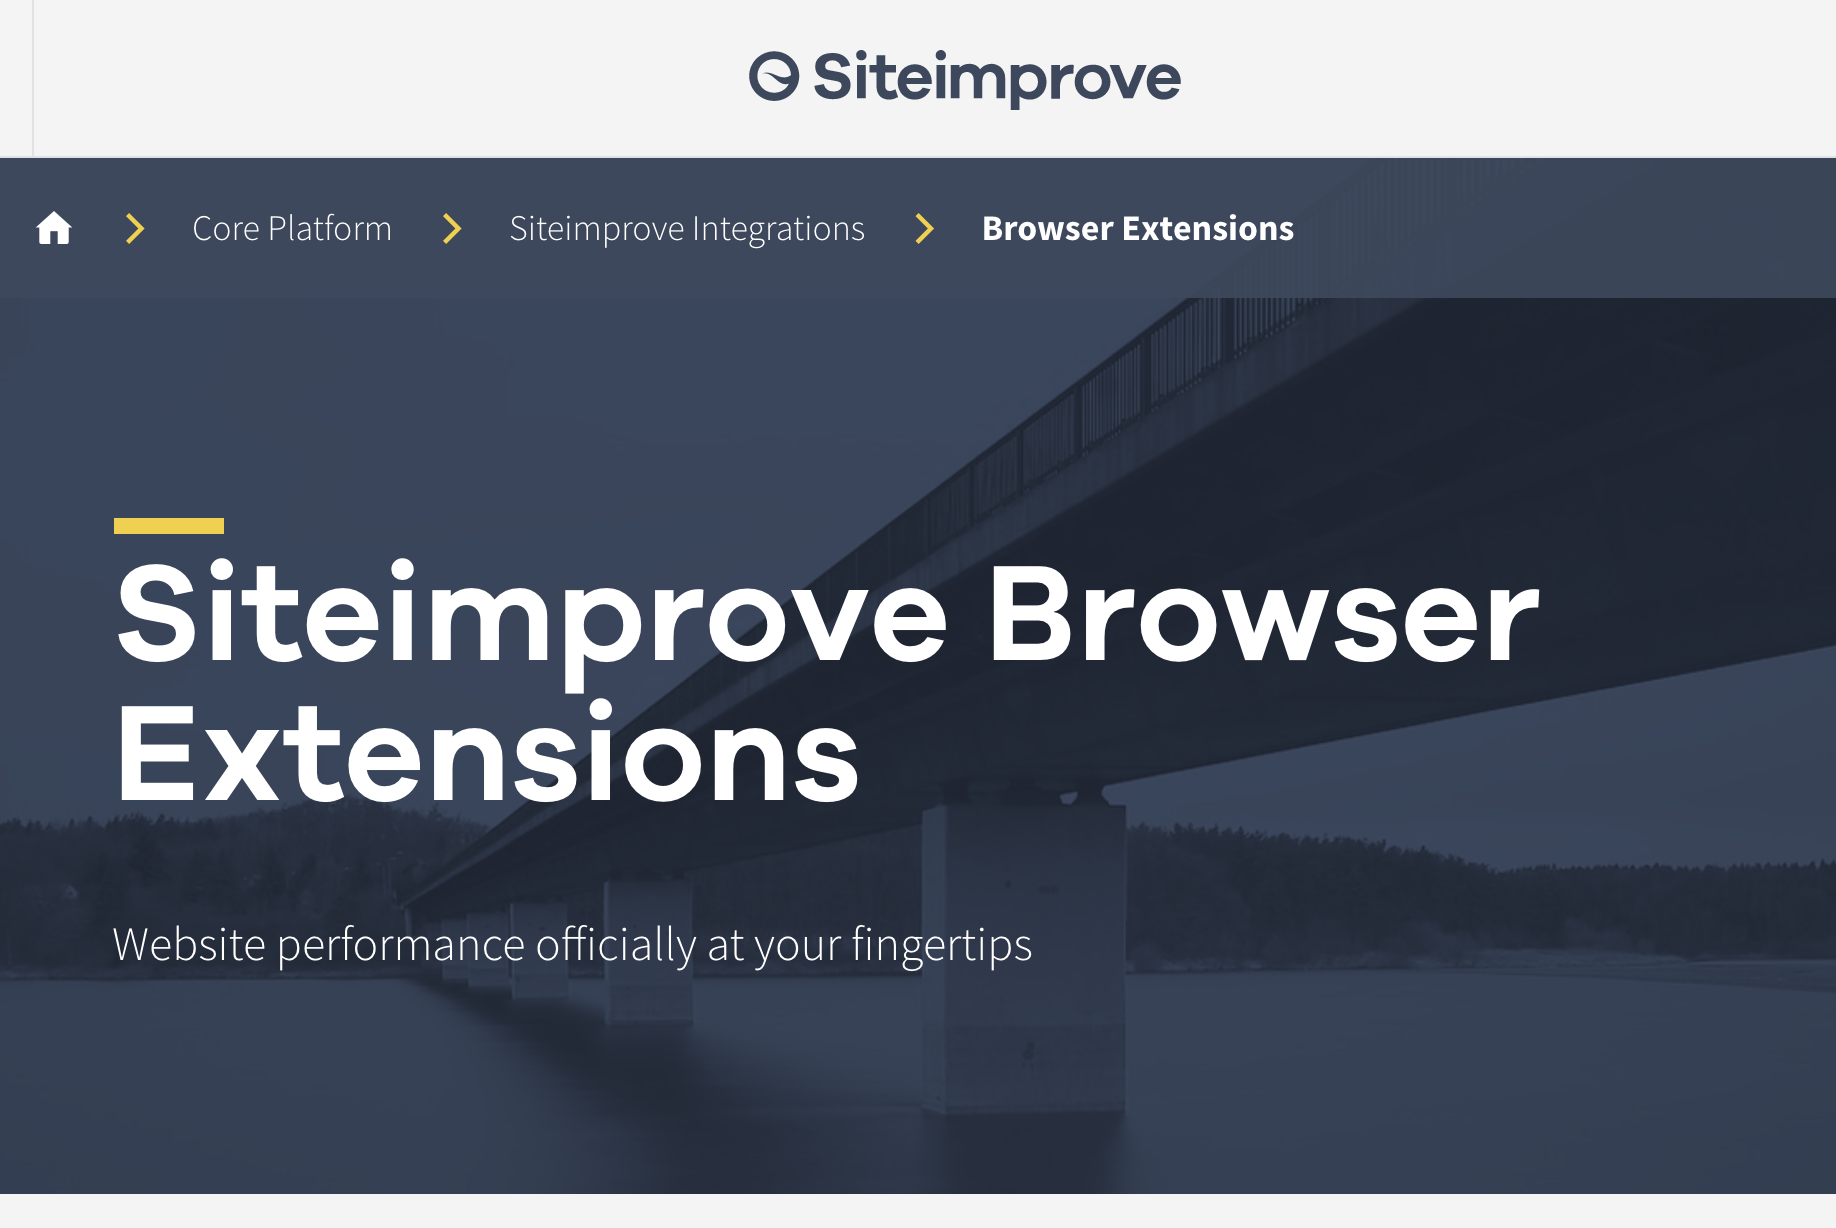 Siteimprove
Core Platform
Siteimprove Integrations
Browser Extensions
Siteimprove Browser
Extensions
Website performance officially at your fingertips